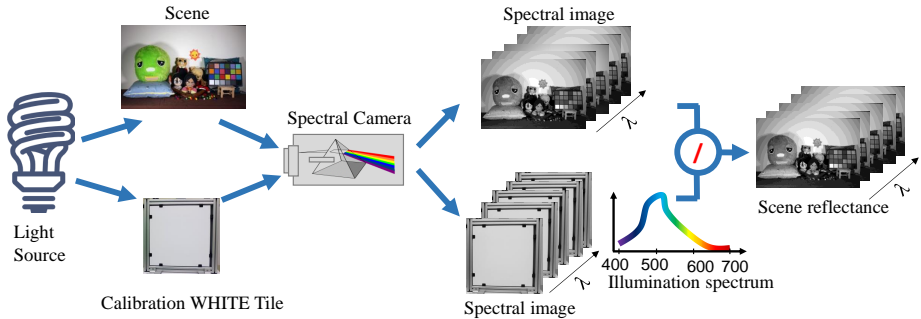 Scene
Spectral image
Spectral Camera
λ
/
λ
Light
Source
Calibration WHITE Tile
λ
Spectral image
400 500 600 700
Illumination spectrum
Scene reflectance